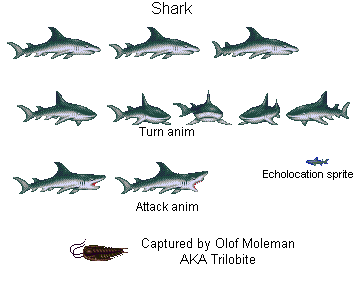 Shark
Turn anim
Echolocation sprite
Attack anim
Captured by Olof Moleman
AKA Trilobite